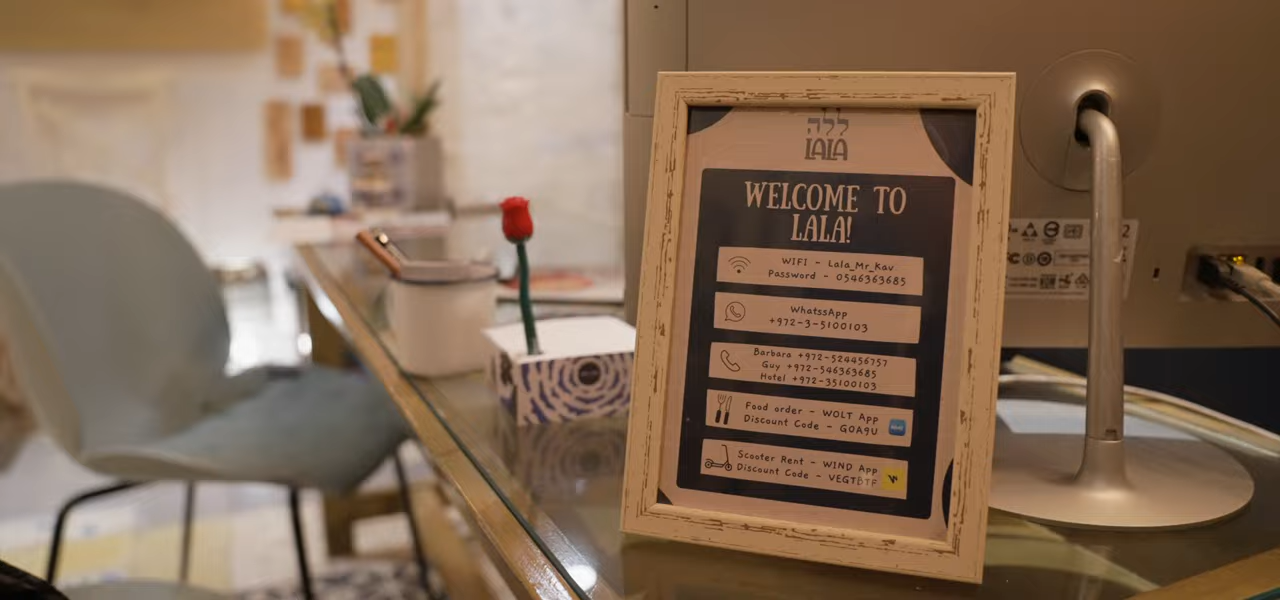 ללה
LALA
WELCOME TO
LALA!
WIFI - Lala_Mr_Kav
Password - 0546363685
WhatssApp
+972-3-5100103
Barbara +972-524456757
Guy +972-546363685
Hotel +972-35100103
Food order - WOLT App
Discount Code - GOA9U
Scooter Rent - WIND App
Discount Code - VEGTBTF